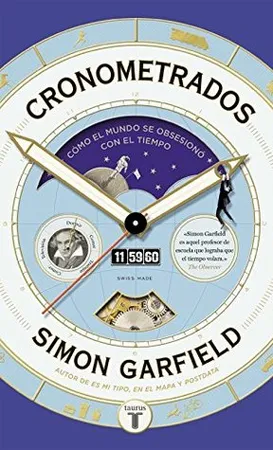 CRONOMETRADOS
CÓMO EL MUNDO SE OBSESIONÓ
CON EL TIEMPO
«Simon Garfield
es aquel profesor de
escuela que lograba que
el tiempo volara.»
The Observer
11 59 60
SWISS MADE
SIMON GARFIELD
AUTOR DE ES MI TIPO, EN EL MAPA Y POSTDATA
taurus
T